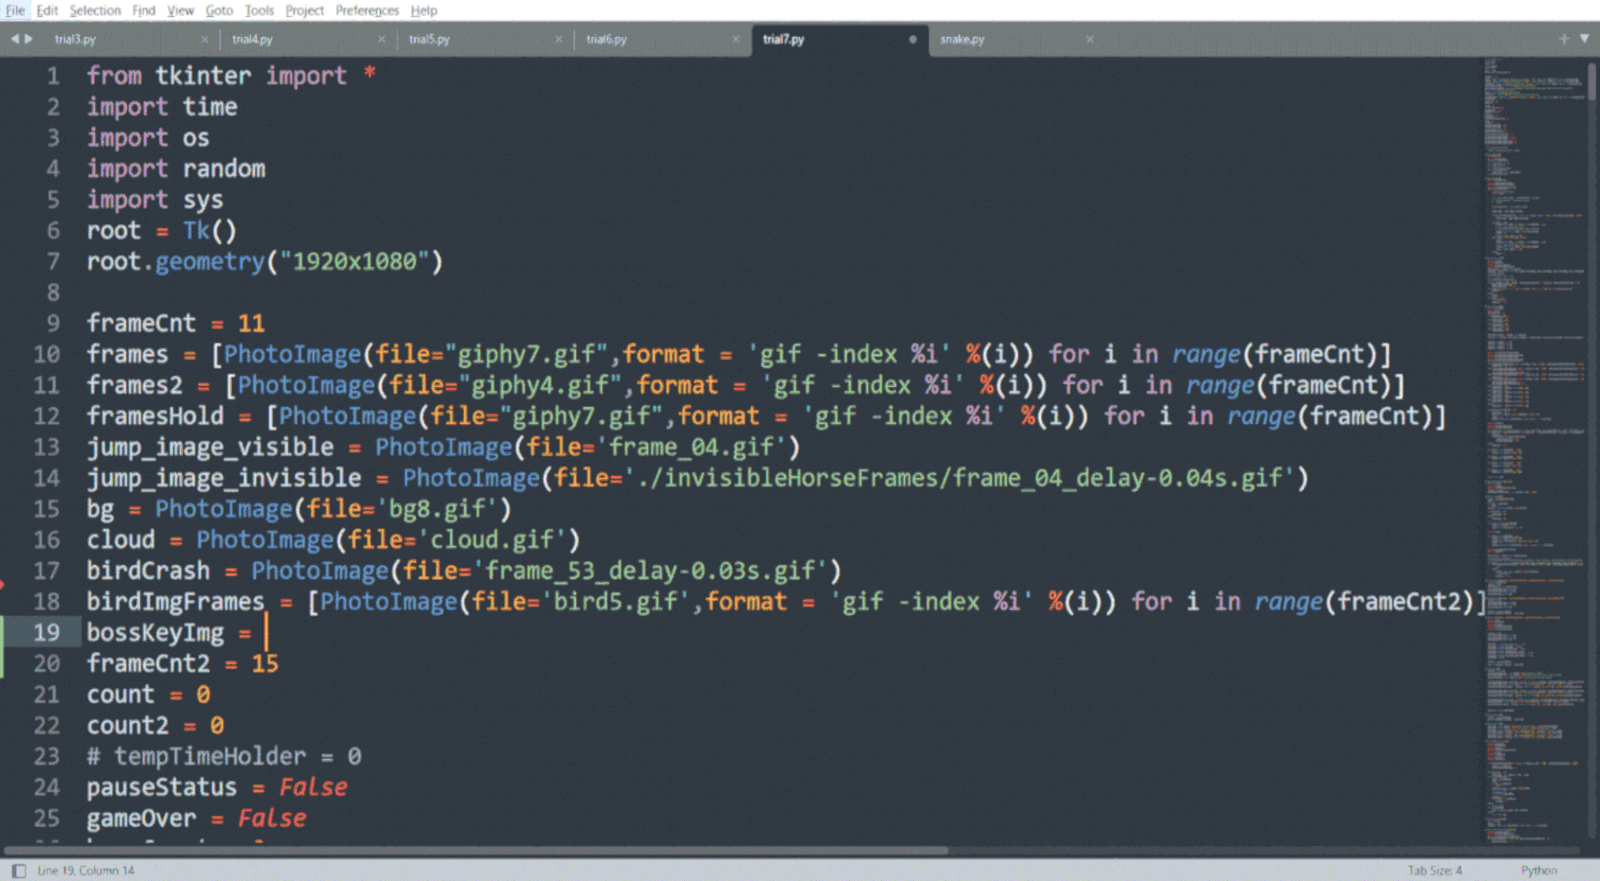 File Edit Selection Find View Goto Tools Project Preferences Help
trial3.py × trial4.py × trial5.py × trial6.py × trial7.py snake.py ×
1 from tkinter import *
2 import time
3 import os
4 import random
5 import sys
6 root = Tk()
7 root.geometry("1920x1080")
8
9 frameCnt = 11
10 frames = [PhotoImage(file="giphy7.gif",format = 'gif -index %i' %(i)) for i in range(frameCnt)]
11 frames2 = [PhotoImage(file="giphy4.gif",format = 'gif -index %i' %(i)) for i in range(frameCnt)]
12 framesHold = [PhotoImage(file="giphy7.gif",format = 'gif -index %i' %(i)) for i in range(frameCnt)]
13 jump_image_visible = PhotoImage(file='frame_04.gif')
14 jump_image_invisible = PhotoImage(file='./invisibleHorseFrames/frame_04_delay-0.04s.gif')
15 bg = PhotoImage(file='bg8.gif')
16 cloud = PhotoImage(file='cloud.gif')
17 birdCrash = PhotoImage(file='frame_53_delay-0.03s.gif')
18 birdImgFrames = [PhotoImage(file='bird5.gif',format = 'gif -index %i' %(i)) for i in range(frameCnt2)]
19 bossKeyImg =
20 frameCnt2 = 15
21 count = 0
22 count2 = 0
23 # tempTimeHolder = 0
24 pauseStatus = False
25 gameOver = False
Line 19, Column 14 Tab Size: 4 Python